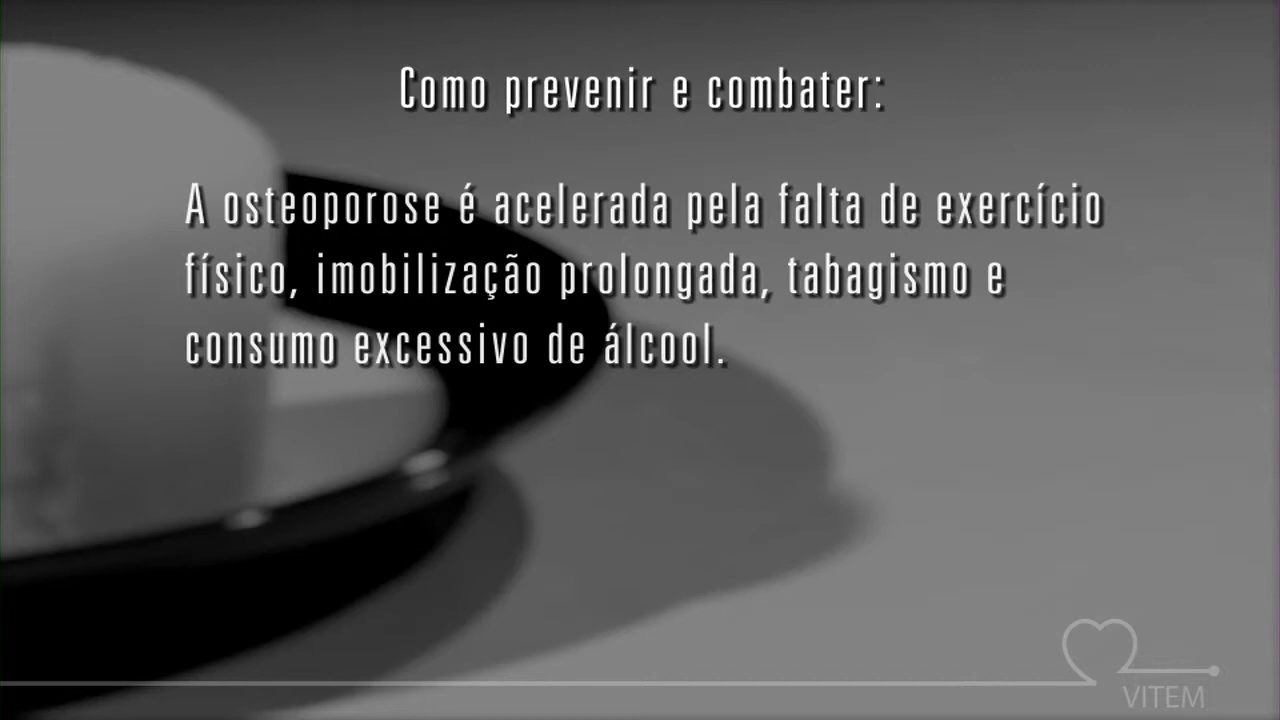 Como prevenir e combater:
A osteoporose é acelerada pela falta de exercício
físico, imobilização prolongada, tabagismo e
consumo excessivo de álcool.
VITEM